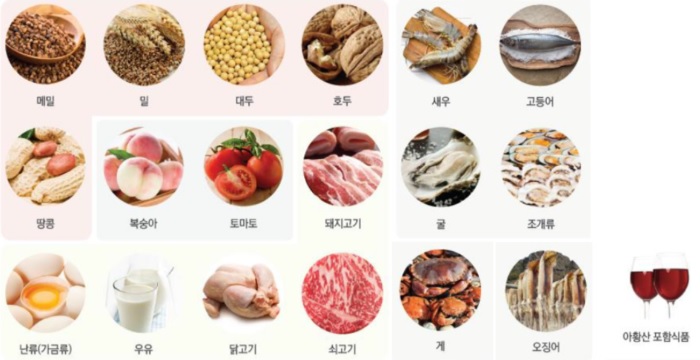 메밀
밀
대두
호두
새우
고등어
땅콩
복숭아
토마토
돼지고기
굴
조개류
난류(가금류)
우유
닭고기
쇠고기
게
오징어
아황산 포함식품